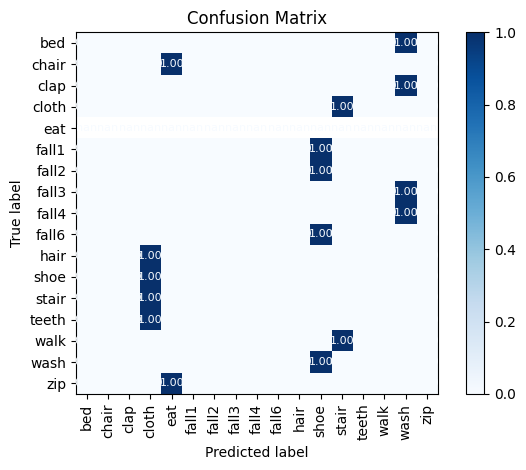 Confusion Matrix
True label
bed 1.00
chair 1.00
clap 1.00
cloth 1.00
eat
fall1 1.00
fall2 1.00
fall3 1.00
fall4 1.00
fall6 1.00
hair 1.00
shoe 1.00
stair 1.00
teeth 1.00
walk 1.00
wash 1.00
zip 1.00
bed chair clap cloth eat fall1 fall2 fall3 fall4 fall6 hair shoe stair teeth walk wash zip
Predicted label
1.0
0.8
0.6
0.4
0.2
0.0